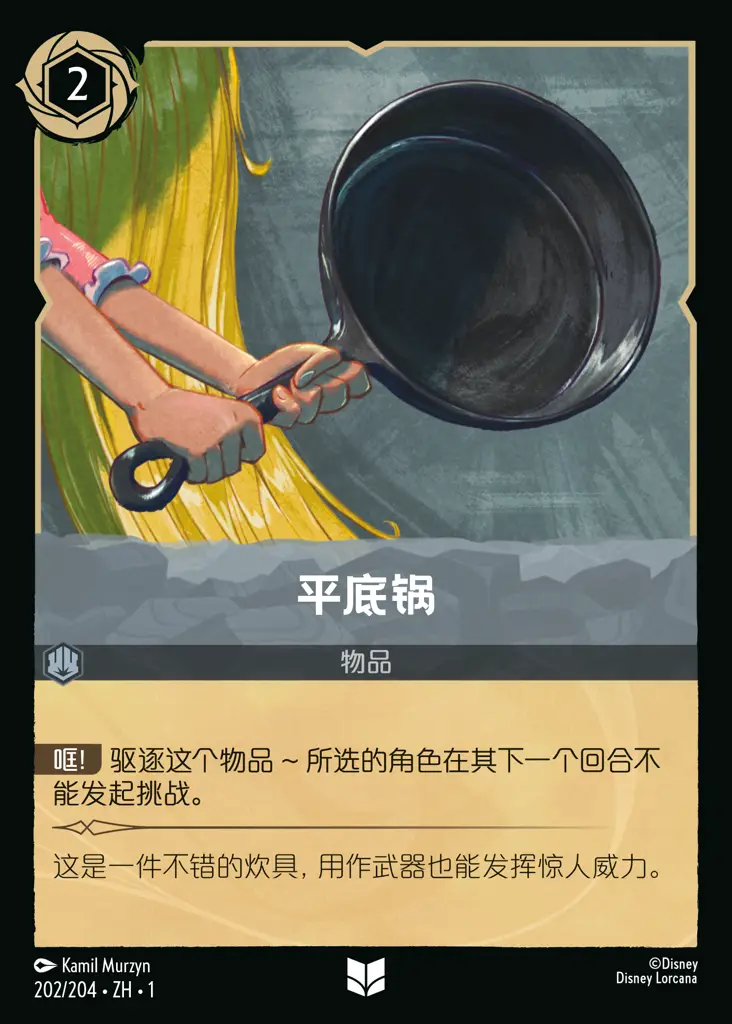 2
平底锅
物品
哐! 驱逐这个物品 ~ 所选的角色在其下一个回合不
能发起挑战。
这是一件不错的炊具, 用作武器也能发挥惊人威力。
Kamil Murzyn
©Disney
202/204 • ZH • 1
Disney Lorcana